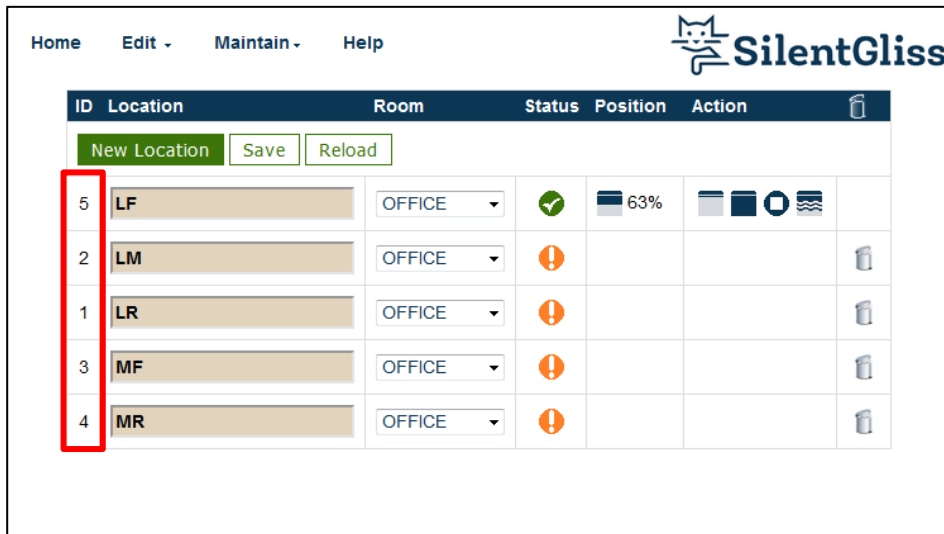 Home Edit Maintain Help SilentGliss
ID Location Room Status Position Action
New Location Save Reload
5 LF OFFICE 63%
2 LM OFFICE
1 LR OFFICE
3 MF OFFICE
4 MR OFFICE